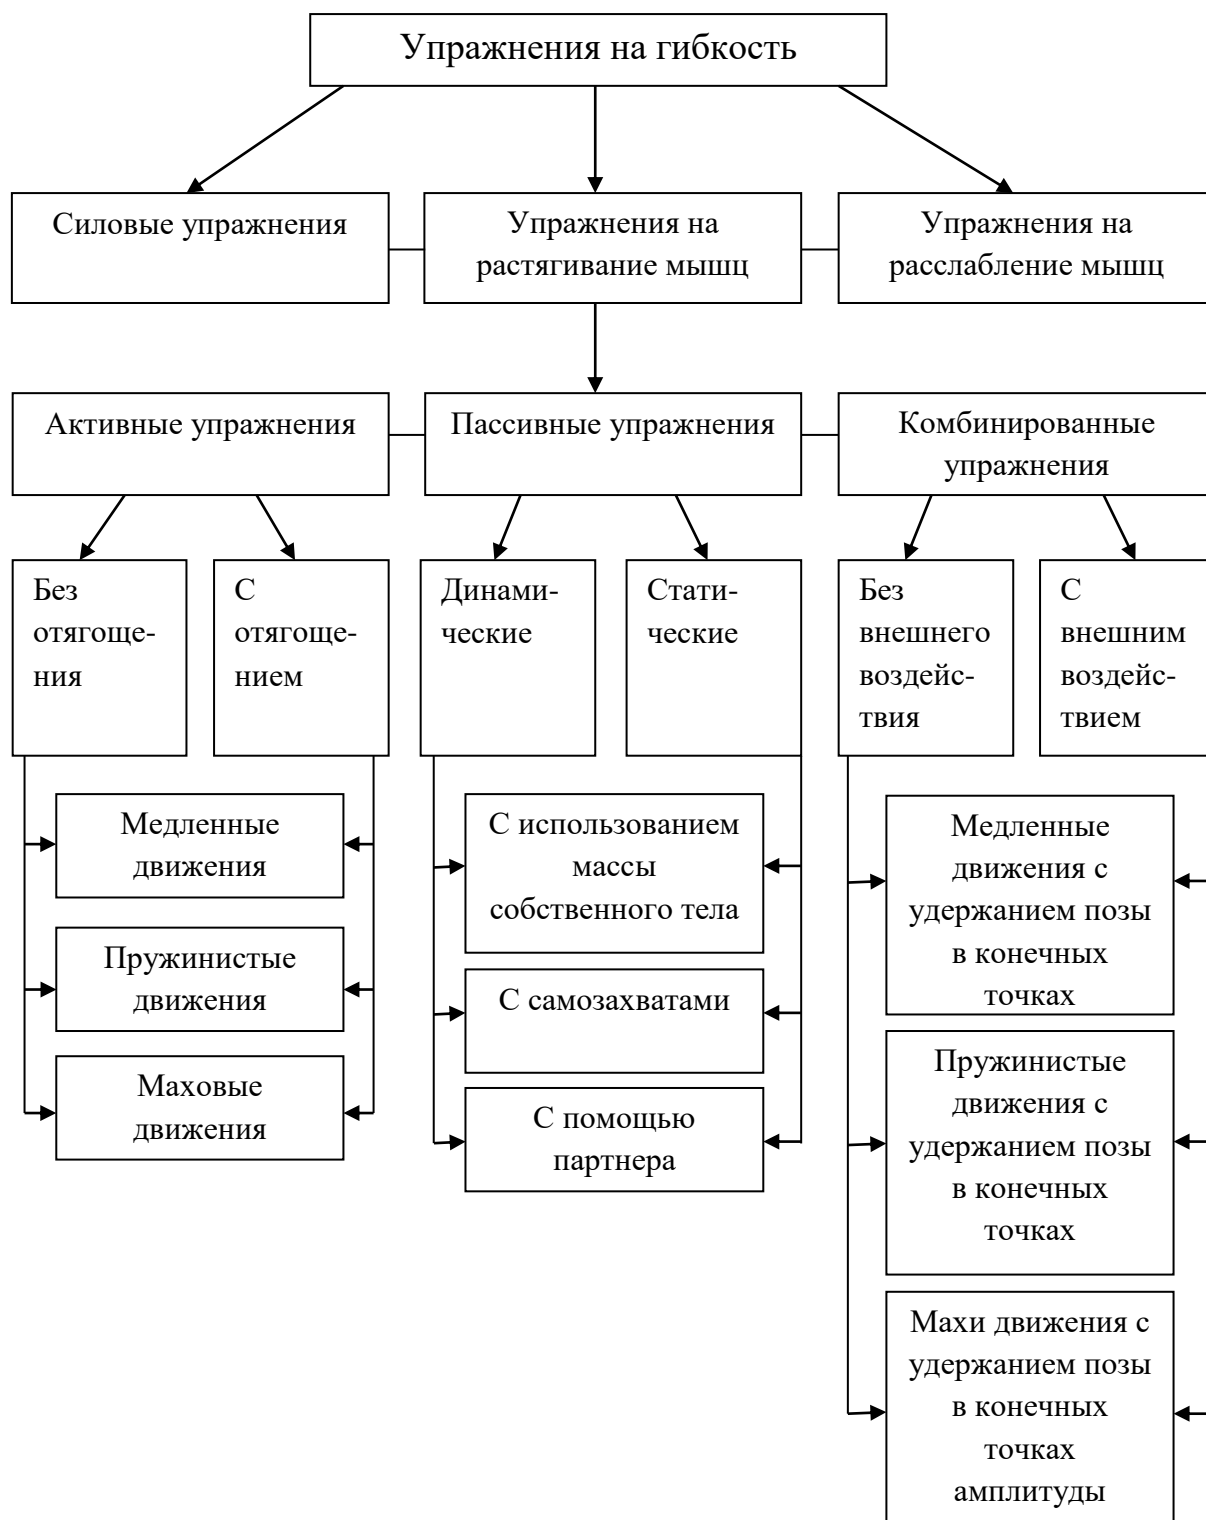 Упражнения на гибкость
Силовые упражнения
Упражнения на
растягивание мышц
Упражнения на
расслабление мышц
Активные упражнения
Пассивные упражнения
Комбинированные
упражнения
Без
отягоще-
ния
С
отягоще-
нием
Динами-
ческие
Стати-
ческие
Без
внешнего
воздейс-
твия
С
внешним
воздейс-
твием
Медленные
движения
Пружинистые
движения
Маховые
движения
С использованием
массы
собственного тела
С самозахватами
С помощью
партнера
Медленные
движения с
удержанием позы
в конечных
точках
Пружинистые
движения с
удержанием позы
в конечных
точках
Махи движения с
удержанием позы
в конечных
точках
амплитуды